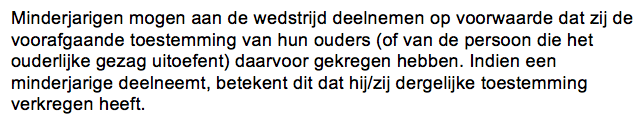 Minderjarigen mogen aan de wedstrijd deelnemen op voorwaarde dat zij de
voorafgaande toestemming van hun ouders (of van de persoon die het
ouderlijke gezag uitoefent) daarvoor gekregen hebben. Indien een
minderjarige deelneemt, betekent dit dat hij/zij dergelijke toestemming
verkregen heeft.